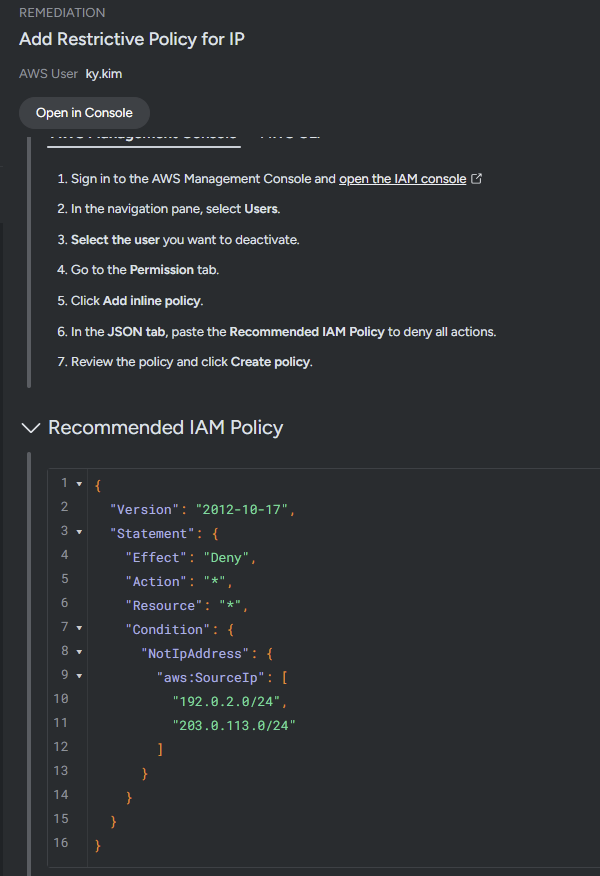 REMEDIATION
Add Restrictive Policy for IP
AWS User ky.kim
Open in Console
1. Sign in to the AWS Management Console and open the IAM console
2. In the navigation pane, select Users.
3. Select the user you want to deactivate.
4. Go to the Permission tab.
5. Click Add inline policy.
6. In the JSON tab, paste the Recommended IAM Policy to deny all actions.
7. Review the policy and click Create policy.
Recommended IAM Policy
1 {
2 "Version": "2012-10-17",
3 "Statement": {
4 "Effect": "Deny",
5 "Action": "*",
6 "Resource": "*",
7 "Condition": {
8 "NotIpAddress": {
9 "aws:SourceIp": [
10 "192.0.2.0/24",
11 "203.0.113.0/24"
12 ]
13 }
14 }
15 }
16 }